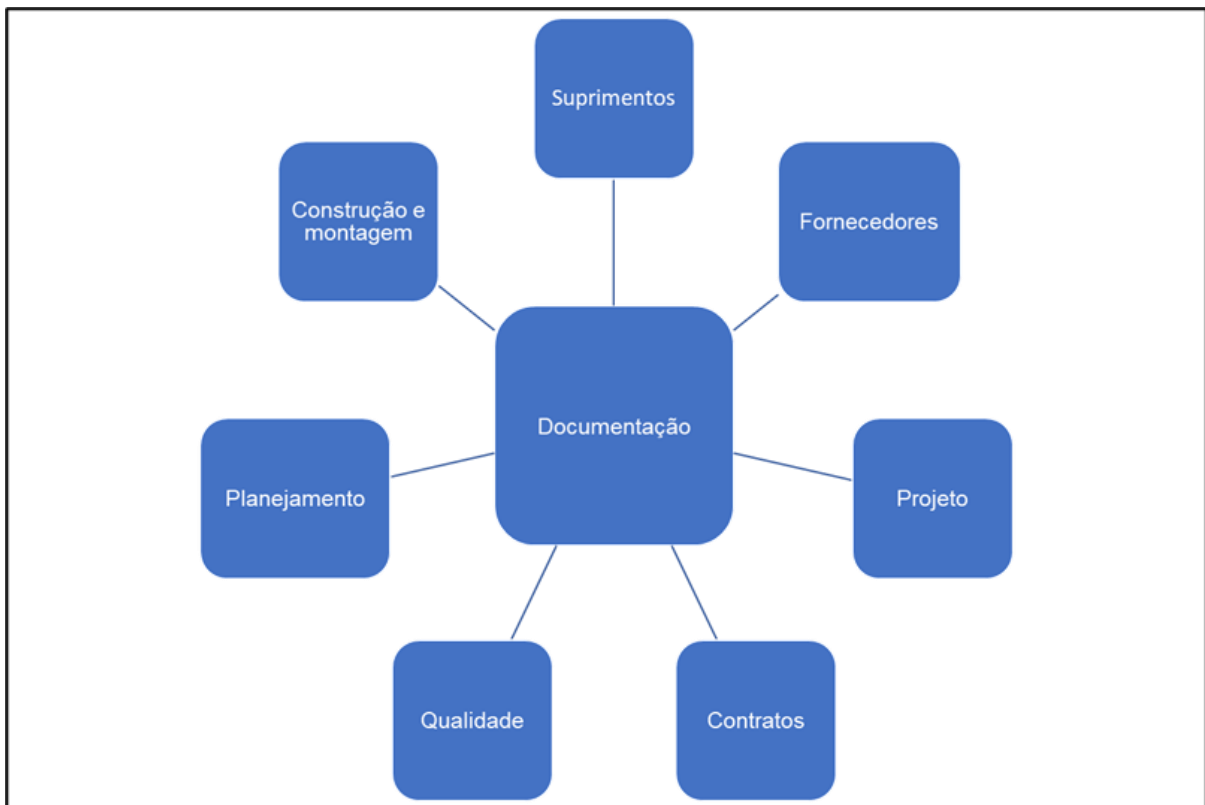 Suprimentos
Fornecedores
Projeto
Contratos
Qualidade
Planejamento
Construção e
montagem
Documentação